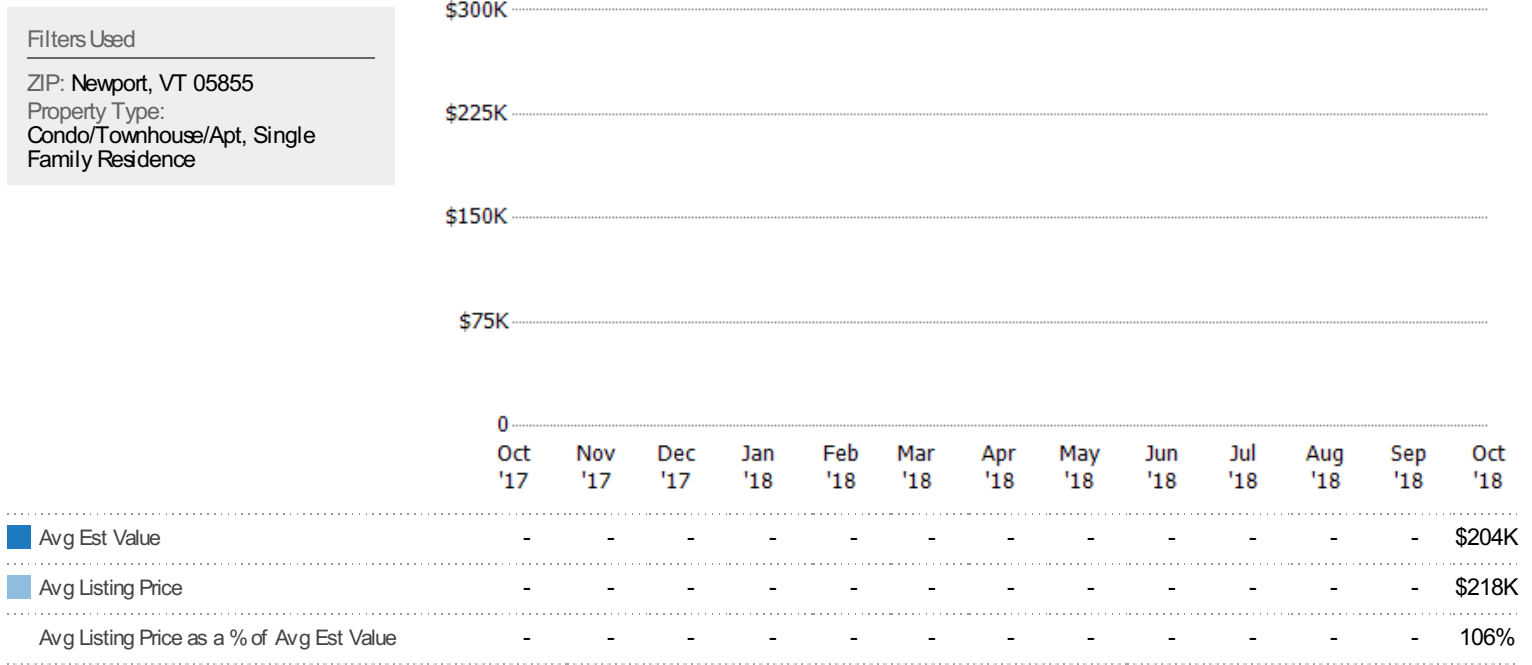 Filters Used
ZIP: Newport, VT 05855
Property Type:
Condo/Townhouse/Apt, Single
Family Residence
$300K
$225K
$150K
$75K
0
Oct Nov Dec Jan Feb Mar Apr May Jun Jul Aug Sep Oct
'17 '17 '17 '18 '18 '18 '18 '18 '18 '18 '18 '18 '18
Avg Est Value - - - - - - - - - - - - $204K
Avg Listing Price - - - - - - - - - - - - $218K
Avg Listing Price as a % of Avg Est Value - - - - - - - - - - - - 106%